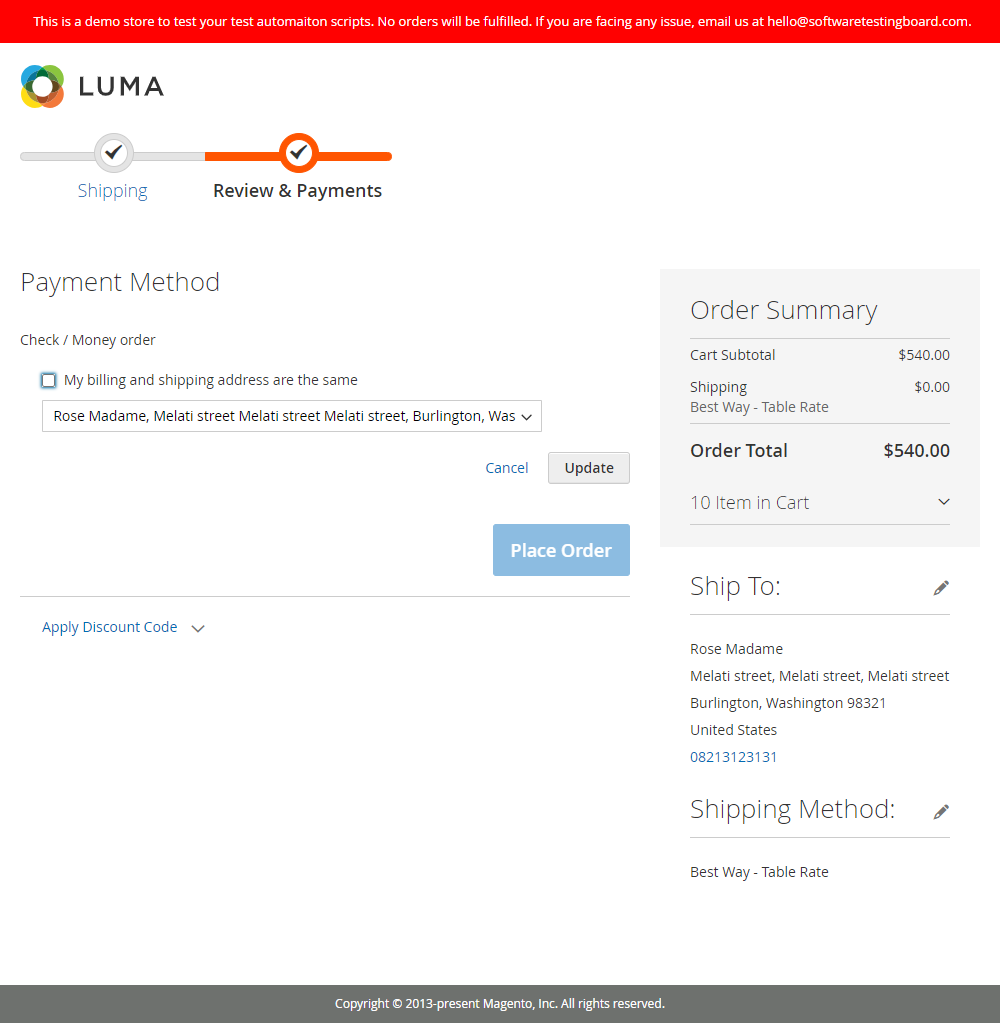 This is a demo store to test your test automaiton scripts. No orders will be fulfilled. If you are facing any issue, email us at hello@softwaretestingboard.com.
LUMA
Shipping
Review & Payments
Payment Method
Check / Money order
My billing and shipping address are the same
Rose Madame, Melati street Melati street Melati street, Burlington, Was
Cancel
Update
Place Order
Apply Discount Code
Order Summary
Cart Subtotal $540.00
Shipping $0.00
Best Way - Table Rate
Order Total $540.00
10 Item in Cart
Ship To:
Rose Madame
Melati street, Melati street, Melati street
Burlington, Washington 98321
United States
08213123131
Shipping Method:
Best Way - Table Rate
Copyright © 2013-present Magento, Inc. All rights reserved.